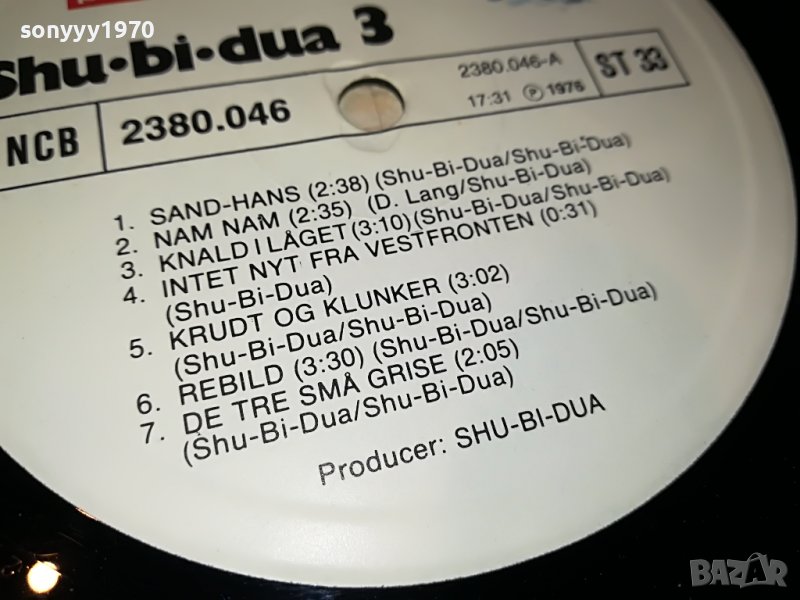 sonyyy1970
Shu•bi•dua 3
NCB
2380.046
2380.046-A
17:31 Ⓟ 1976
ST 33
1. SAND-HANS (2:38) (Shu-Bi-Dua/Shu-Bi-Dua)
2. NAM NAM (2:35) (D. Lang/Shu-Bi-Dua)
3. KNALD I LÅGET (3:10) (Shu-Bi-Dua/Shu-Bi-Dua)
4. INTET NYT FRA VESTFRONTEN (0:31)
(Shu-Bi-Dua)
5. KRUDT OG KLUNKER (3:02)
(Shu-Bi-Dua/Shu-Bi-Dua)
6. REBILD (3:30) (Shu-Bi-Dua/Shu-Bi-Dua)
7. DE TRE SMÅ GRISE (2:05)
(Shu-Bi-Dua/Shu-Bi-Dua)
Producer: SHU-BI-DUA
BAZAR